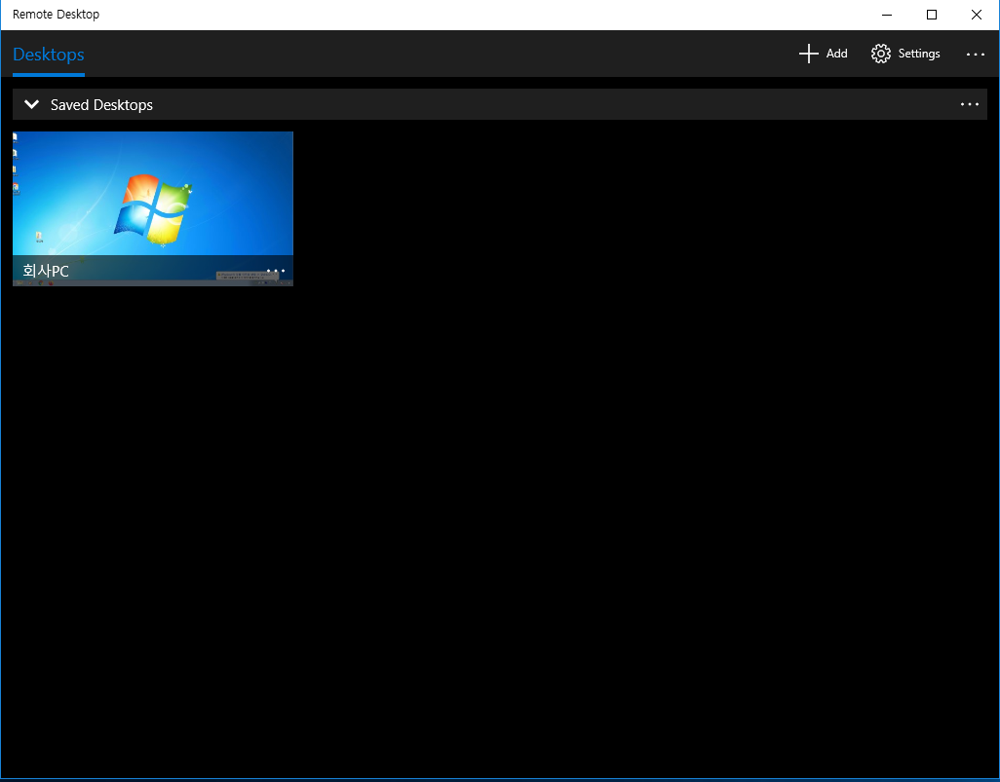 Remote Desktop
Desktops
Add
Settings
Saved Desktops
회사PC